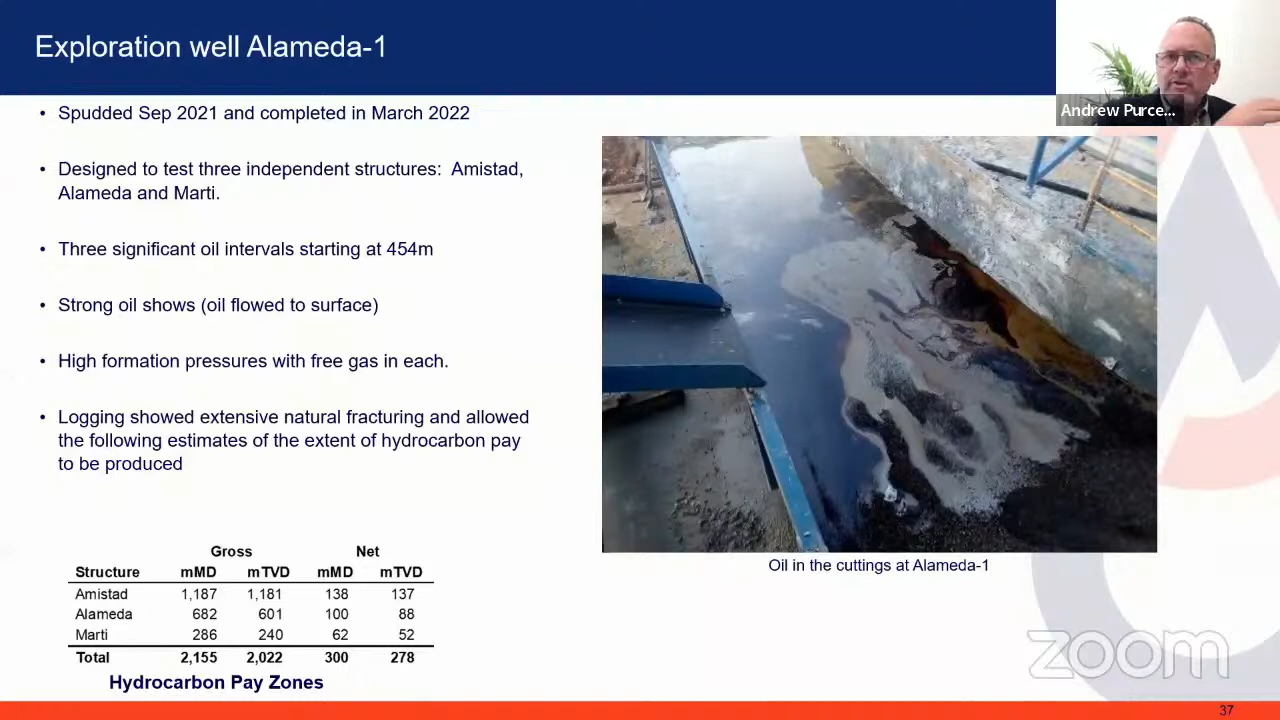 Exploration well Alameda-1
Andrew Purce...
• Spudded Sep 2021 and completed in March 2022
• Designed to test three independent structures: Amistad,
Alameda and Marti.
• Three significant oil intervals starting at 454m
• Strong oil shows (oil flowed to surface)
• High formation pressures with free gas in each.
• Logging showed extensive natural fracturing and allowed
the following estimates of the extent of hydrocarbon pay
to be produced
Gross Net
Structure mMD mTVD mMD mTVD
Amistad 1,187 1,181 138 137
Alameda 682 601 100 88
Marti 286 240 62 52
Total 2,155 2,022 300 278
Hydrocarbon Pay Zones
Oil in the cuttings at Alameda-1
zoom
37